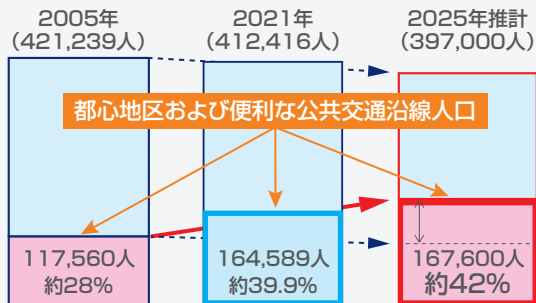 2005年
(421,239人)
2021年
(412,416人)
2025年推計
(397,000人)
都心地区および便利な公共交通沿線人口
117,560人
約28%
164,589人
約39.9%
167,600人
約42%